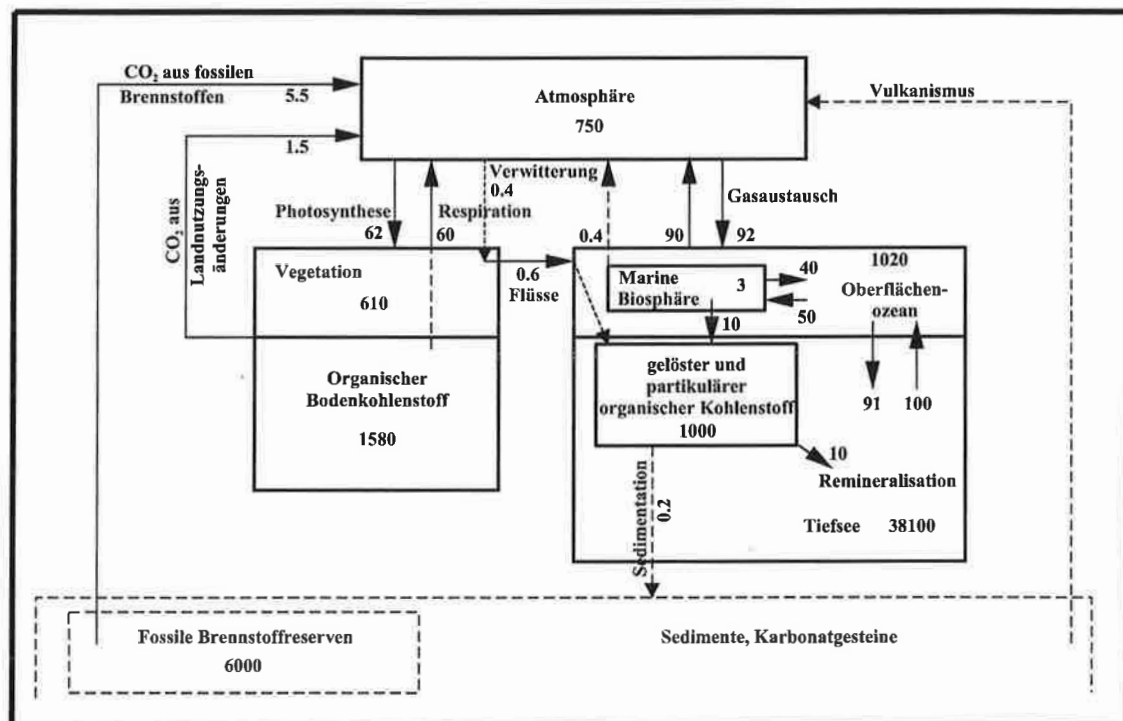 CO₂ aus fossilen
Brennstoffen
5.5
Atmosphäre
750
Vulkanismus
1.5
CO₂ aus
Landnutzungs-
änderungen
Verwitterung
0.4
Photosynthese
62
Respiration
60
Gasaustausch
0.4
90
92
Vegetation
610
0.6
Flüsse
Marine
Biosphäre
3
40
50
10
1020
Oberflächen-
ozean
Organischer
Bodenkohlenstoff
1580
gelöster und
partikulärer
organischer Kohlenstoff
1000
91
100
10
Remineralisation
Sedimentation
0.2
Tiefsee 38100
Fossile Brennstoffreserven
6000
Sedimente, Karbonatgesteine